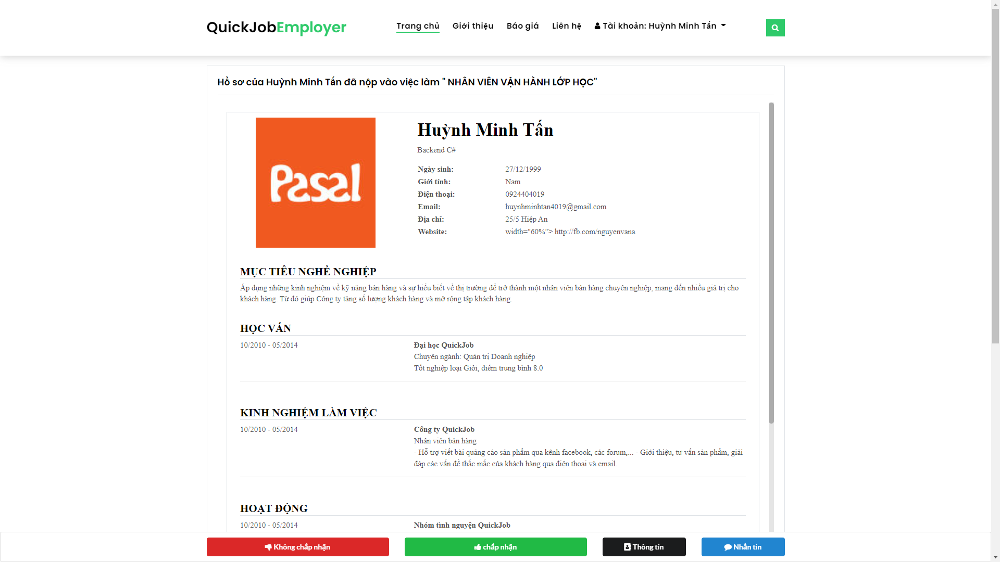 QuickJobEmployer
Trang chủ Giới thiệu Báo giá Liên hệ Tài khoản: Huỳnh Minh Tấn
Hồ sơ của Huỳnh Minh Tấn đã nộp vào việc làm " NHÂN VIÊN VẬN HÀNH LỚP HỌC"
Pasal
Huỳnh Minh Tấn
Backend C#
Ngày sinh: 27/12/1999
Giới tính: Nam
Điện thoại: 0924404019
Email: huynhminhtan4019@gmail.com
Địa chỉ: 25/5 Hiệp An
Website: width="60%"> http://fb.com/nguyenvana
MỤC TIÊU NGHỀ NGHIỆP
Áp dụng những kinh nghiệm về kỹ năng bán hàng và sự hiểu biết về thị trường để trở thành một nhân viên bán hàng chuyên nghiệp, mang đến nhiều giá trị cho
khách hàng. Từ đó giúp Công ty tăng số lượng khách hàng và mở rộng tập khách hàng.
HỌC VẤN
10/2010 - 05/2014 Đại học QuickJob
Chuyên ngành: Quản trị Doanh nghiệp
Tốt nghiệp loại Giỏi, điểm trung bình 8.0
KINH NGHIỆM LÀM VIỆC
10/2010 - 05/2014 Công ty QuickJob
Nhân viên bán hàng
- Hỗ trợ viết bài quảng cáo sản phẩm qua kênh facebook, các forum,... - Giới thiệu, tư vấn sản phẩm, giải
đáp các vấn đề thắc mắc của khách hàng qua điện thoại và email.
HOẠT ĐỘNG
10/2010 - 05/2014 Nhóm tình nguyện QuickJob
Không chấp nhận chấp nhận Thông tin Nhắn tin